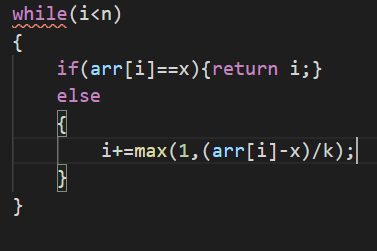 while(i<n)
{
    if(arr[i]==x){return i;}
    else
    {
        i+=max(1,(arr[i]-x)/k);
    }
}